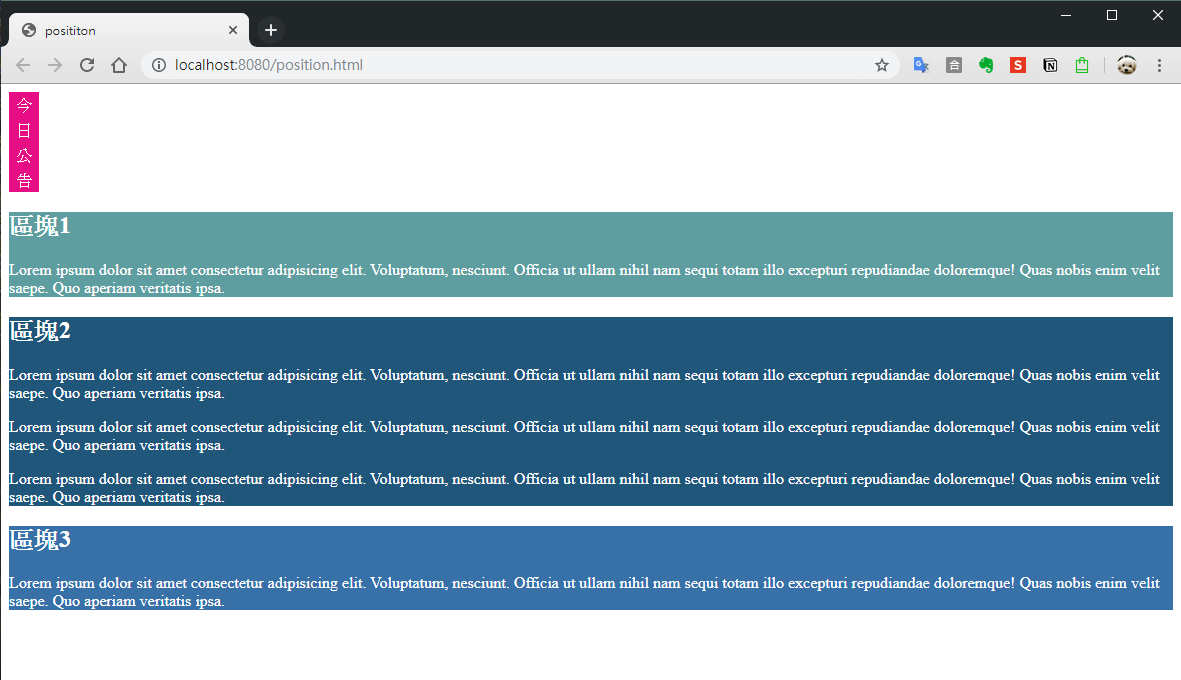 posititon
localhost:8080/position.html
合
S
N
今
日
公
告
區塊1
Lorem ipsum dolor sit amet consectetur adipisicing elit. Voluptatum, nesciunt. Officia ut ullam nihil nam sequi totam illo excepturi repudiandae doloremque! Quas nobis enim velit
saepe. Quo aperiam veritatis ipsa.
區塊2
Lorem ipsum dolor sit amet consectetur adipisicing elit. Voluptatum, nesciunt. Officia ut ullam nihil nam sequi totam illo excepturi repudiandae doloremque! Quas nobis enim velit
saepe. Quo aperiam veritatis ipsa.
Lorem ipsum dolor sit amet consectetur adipisicing elit. Voluptatum, nesciunt. Officia ut ullam nihil nam sequi totam illo excepturi repudiandae doloremque! Quas nobis enim velit
saepe. Quo aperiam veritatis ipsa.
Lorem ipsum dolor sit amet consectetur adipisicing elit. Voluptatum, nesciunt. Officia ut ullam nihil nam sequi totam illo excepturi repudiandae doloremque! Quas nobis enim velit
saepe. Quo aperiam veritatis ipsa.
區塊3
Lorem ipsum dolor sit amet consectetur adipisicing elit. Voluptatum, nesciunt. Officia ut ullam nihil nam sequi totam illo excepturi repudiandae doloremque! Quas nobis enim velit
saepe. Quo aperiam veritatis ipsa.